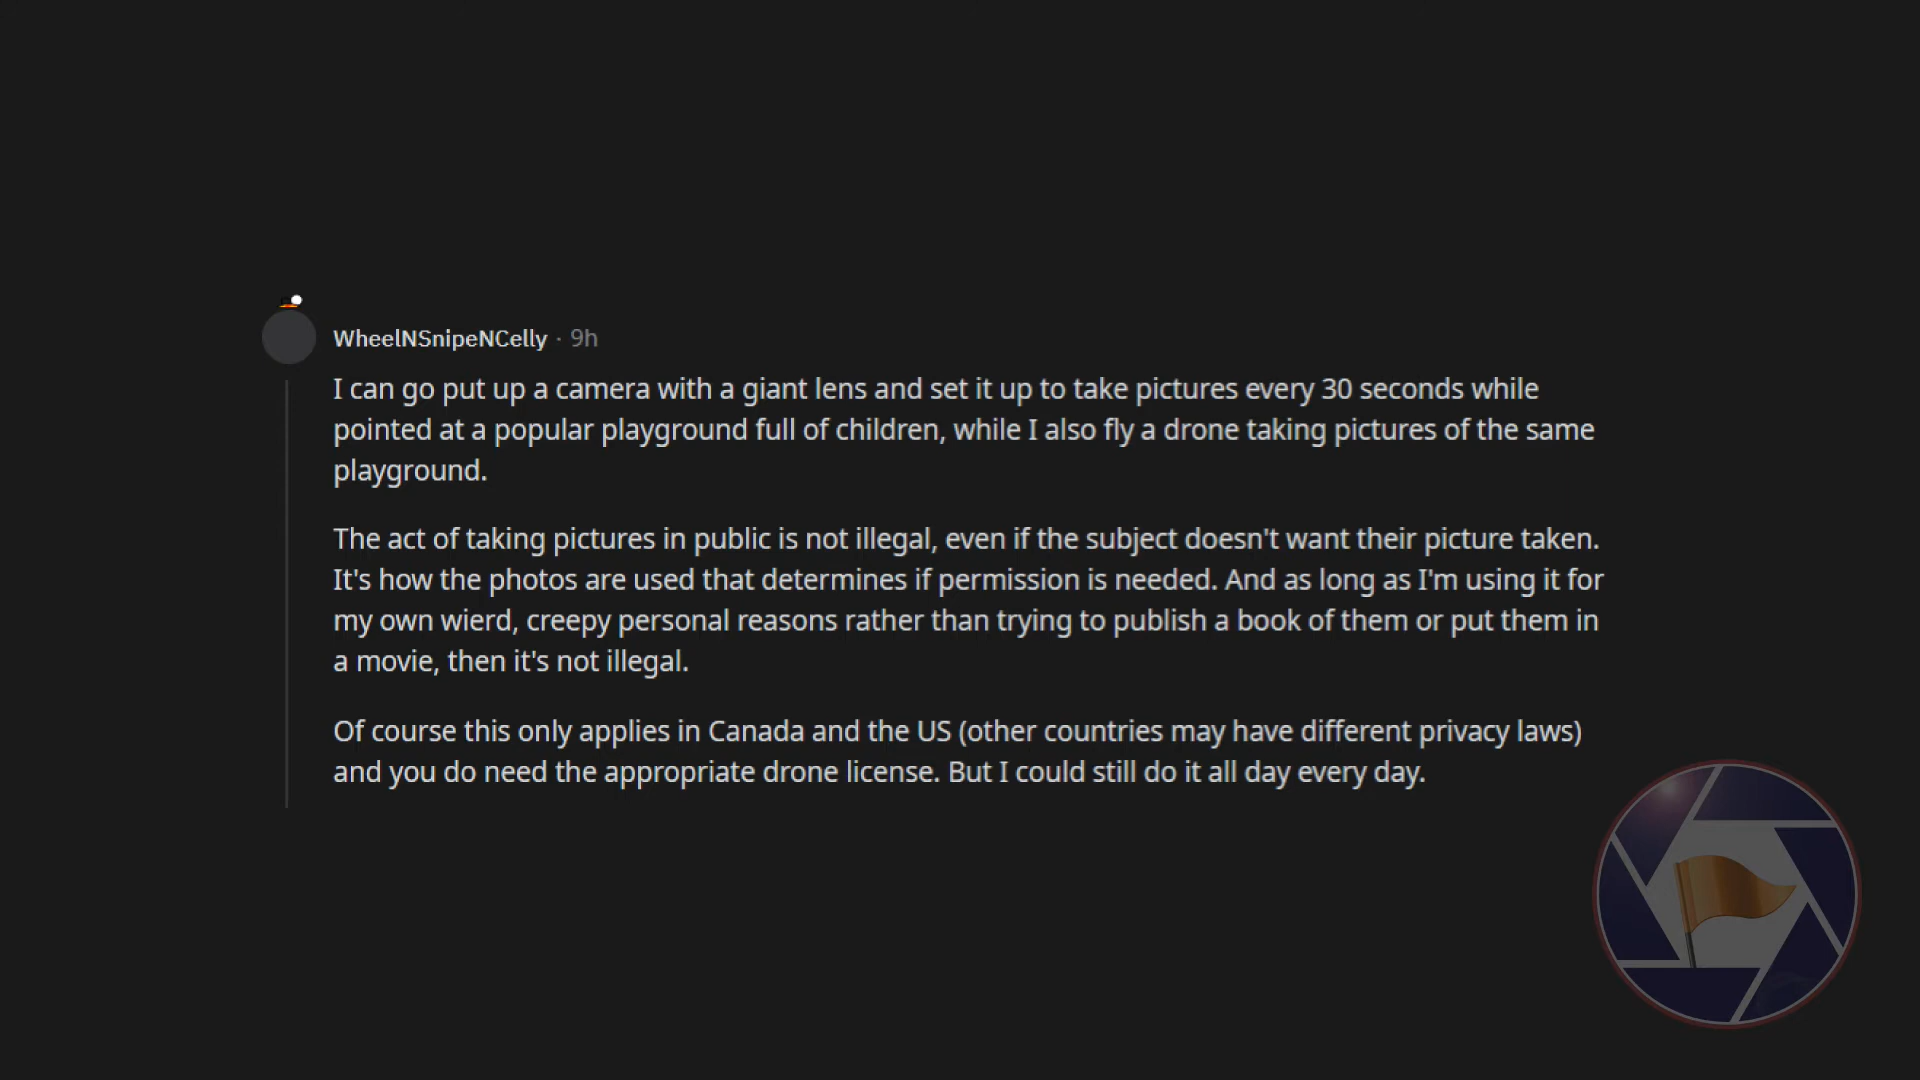 WheelNSnipeNCelly · 9h
I can go put up a camera with a giant lens and set it up to take pictures every 30 seconds while
pointed at a popular playground full of children, while I also fly a drone taking pictures of the same
playground.
The act of taking pictures in public is not illegal, even if the subject doesn't want their picture taken.
It's how the photos are used that determines if permission is needed. And as long as I'm using it for
my own wierd, creepy personal reasons rather than trying to publish a book of them or put them in
a movie, then it's not illegal.
Of course this only applies in Canada and the US (other countries may have different privacy laws)
and you do need the appropriate drone license. But I could still do it all day every day.